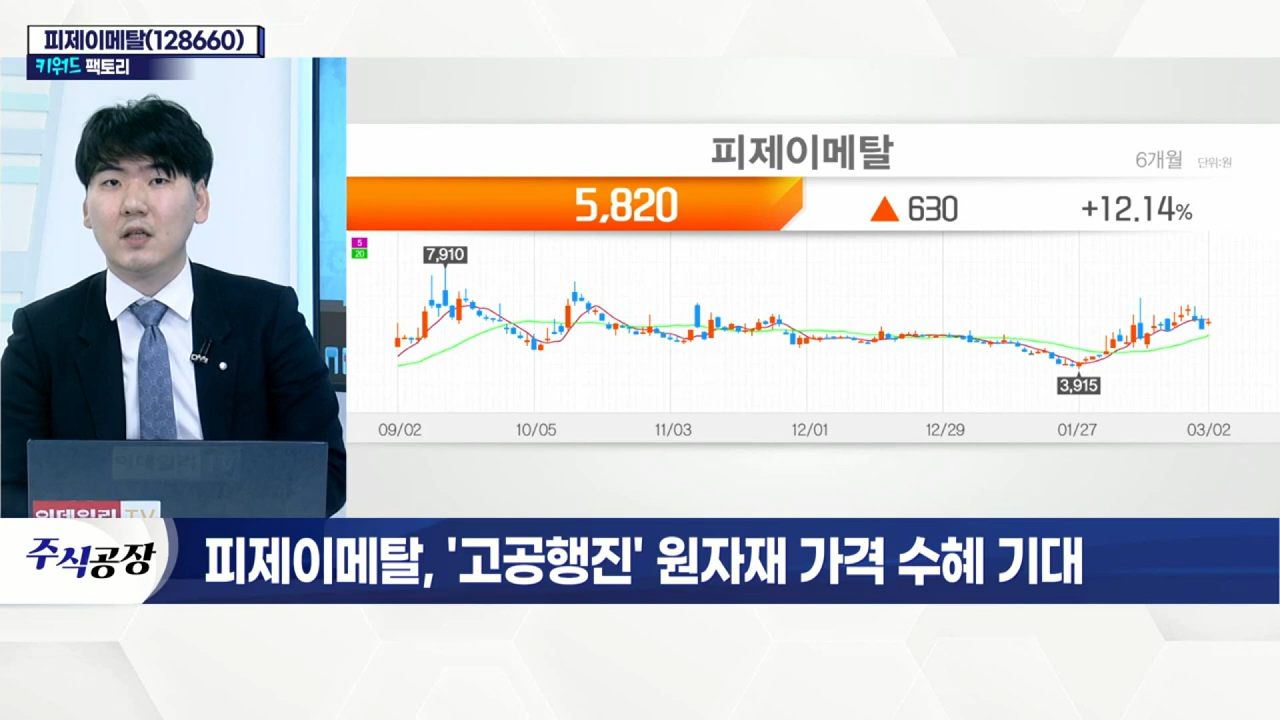 피제이메탈(128660)
키워드 팩토리
피제이메탈
6개월 단위:원
5,820 ▲ 630 +12.14%
5
20
7,910
3,915
09/02 10/05 11/03 12/01 12/29 01/27 03/02
이데일리 TV
주식공장
피제이메탈, '고공행진' 원자재 가격 수혜 기대